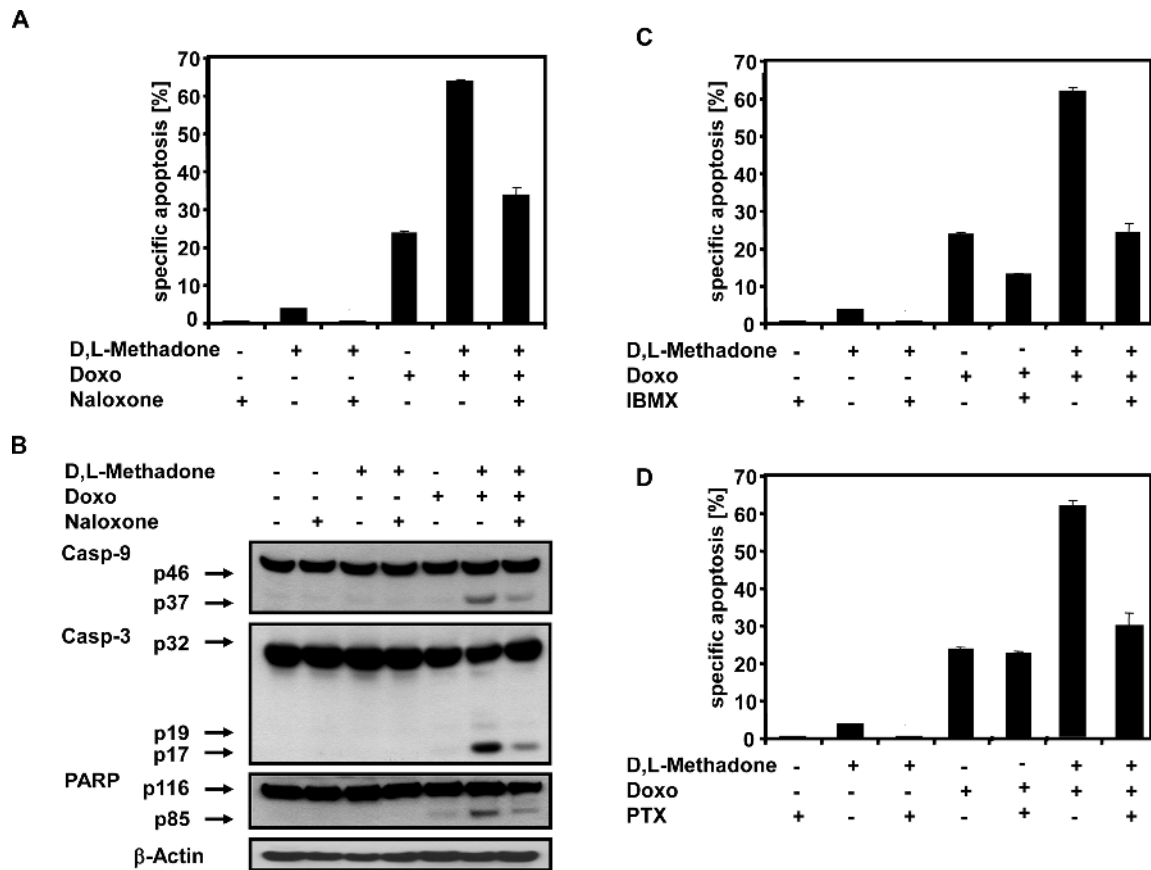 A
specific apoptosis [%]
70
60
50
40
30
20
10
0
D,L-Methadone - + + - + +
Doxo - - - + + +
Naloxone + - + - - +
B
D,L-Methadone - - + + - + +
Doxo - - - - + + +
Naloxone - + - + - - +
Casp-9
p46
p37
Casp-3
p32
p19
p17
PARP
p116
p85
β-Actin
C
specific apoptosis [%]
70
60
50
40
30
20
10
0
D,L-Methadone - + + - - + +
Doxo - - - + + + +
IBMX + - + - + - +
D
specific apoptosis [%]
70
60
50
40
30
20
10
0
D,L-Methadone - + + - - + +
Doxo - - - + + + +
PTX + - + - + - +